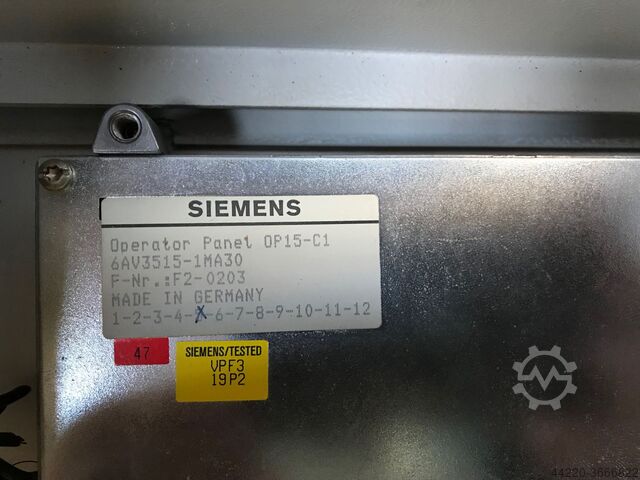 SIEMENS
Operator Panel OP15-C1
6AV3515-1MA30
F-Nr.:F2-0203
MADE IN GERMANY
1-2-3-4-X-6-7-8-9-10-11-12
47
SIEMENS/TESTED
VPF3
19P2
44220-3666822